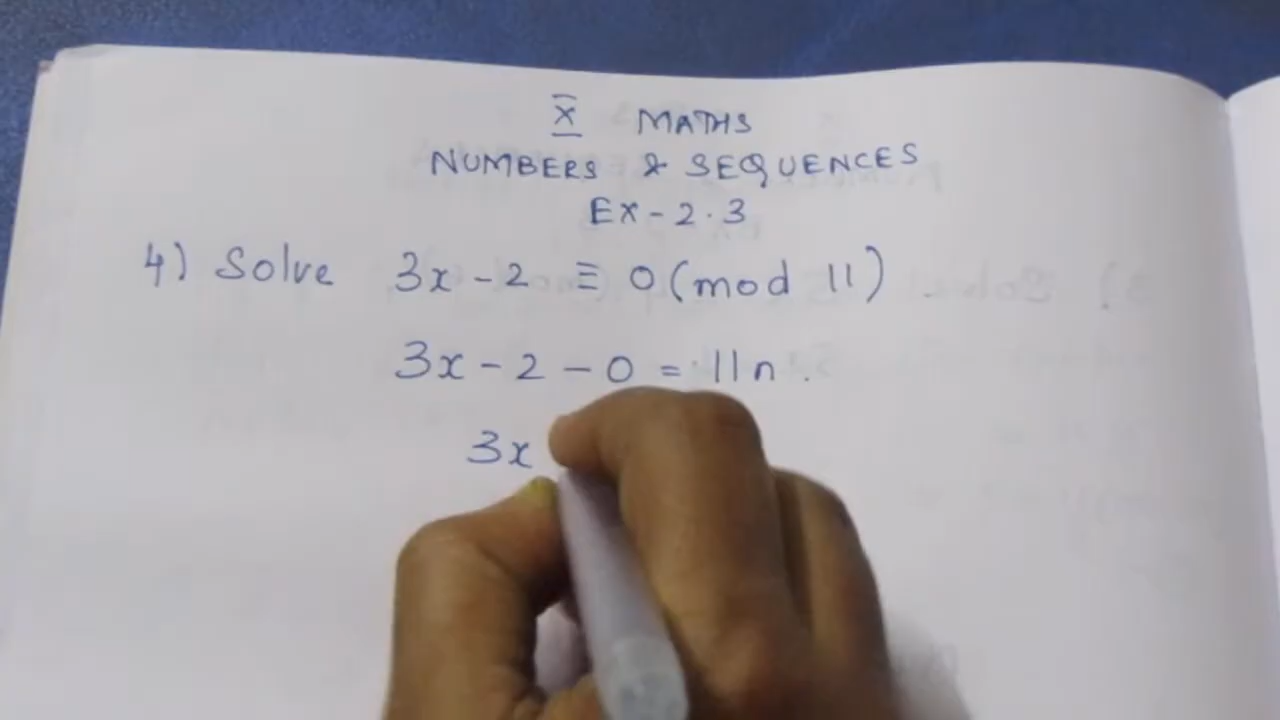 X MATHS
NUMBERS & SEQUENCES
EX-2.3
4) Solve 3x-2 ≡ 0(mod 11)
3x-2-0 = 11n.
3x